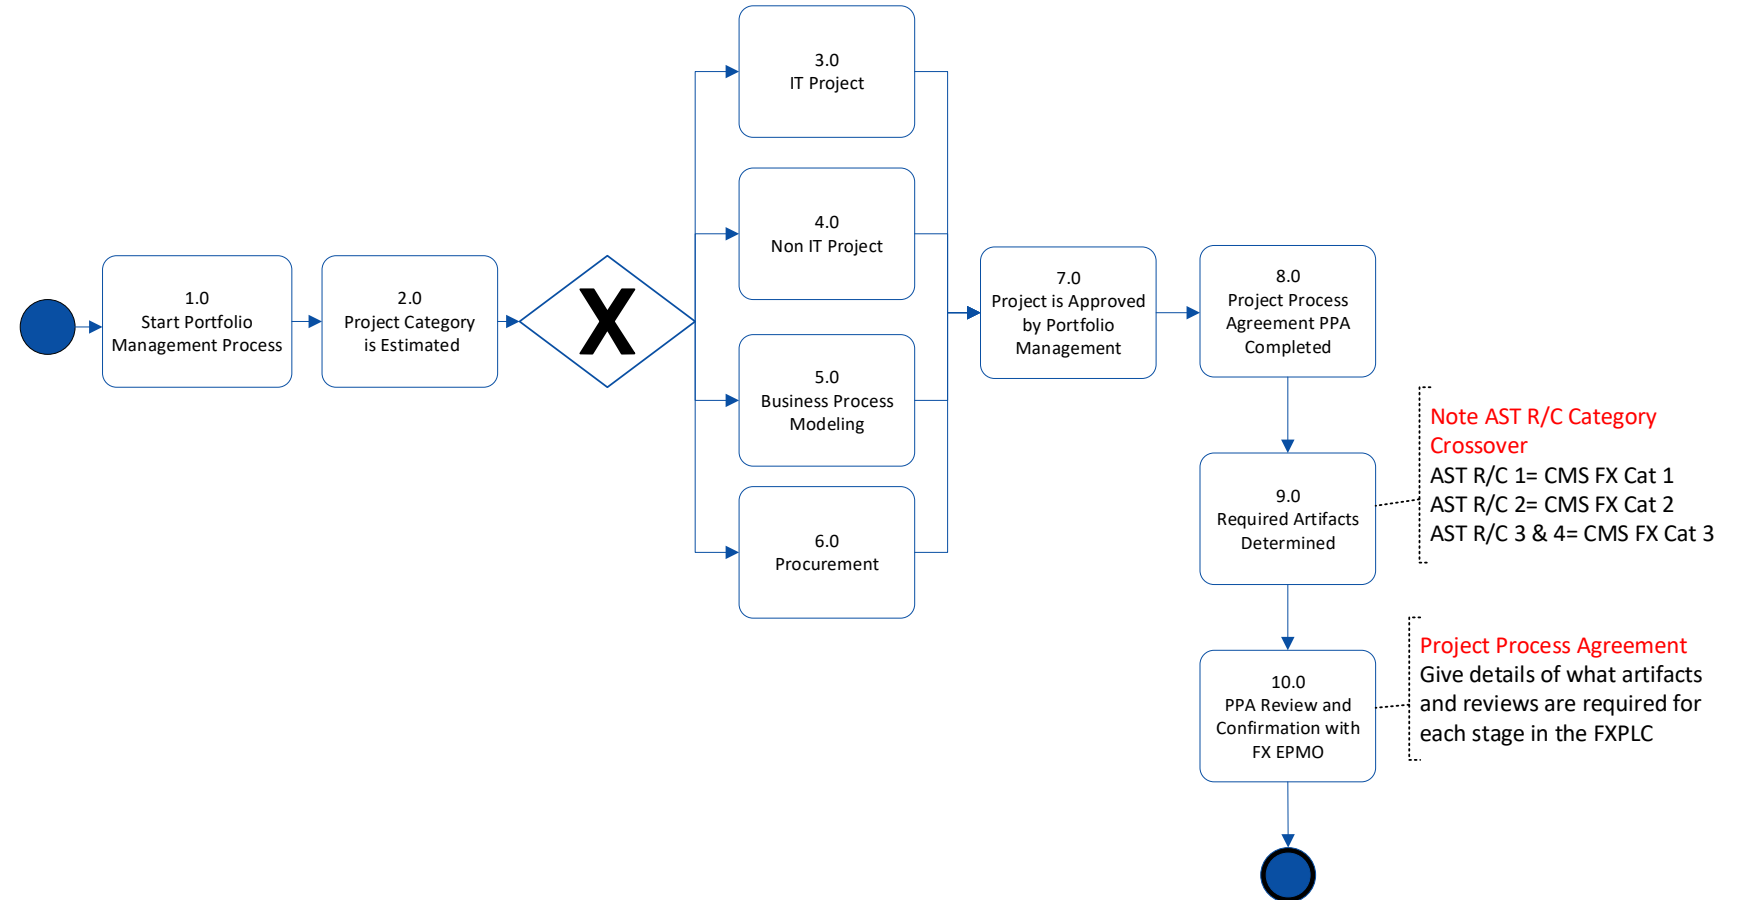 1.0
Start Portfolio
Management Process
2.0
Project Category
is Estimated
X
3.0
IT Project
4.0
Non IT Project
5.0
Business Process
Modeling
6.0
Procurement
7.0
Project is Approved
by Portfolio
Management
8.0
Project Process
Agreement PPA
Completed
9.0
Required Artifacts
Determined
Note AST R/C Category
Crossover
AST R/C 1= CMS FX Cat 1
AST R/C 2= CMS FX Cat 2
AST R/C 3 & 4= CMS FX Cat 3
10.0
PPA Review and
Confirmation with
FX EPMO
Project Process Agreement
Give details of what artifacts
and reviews are required for
each stage in the FXPLC